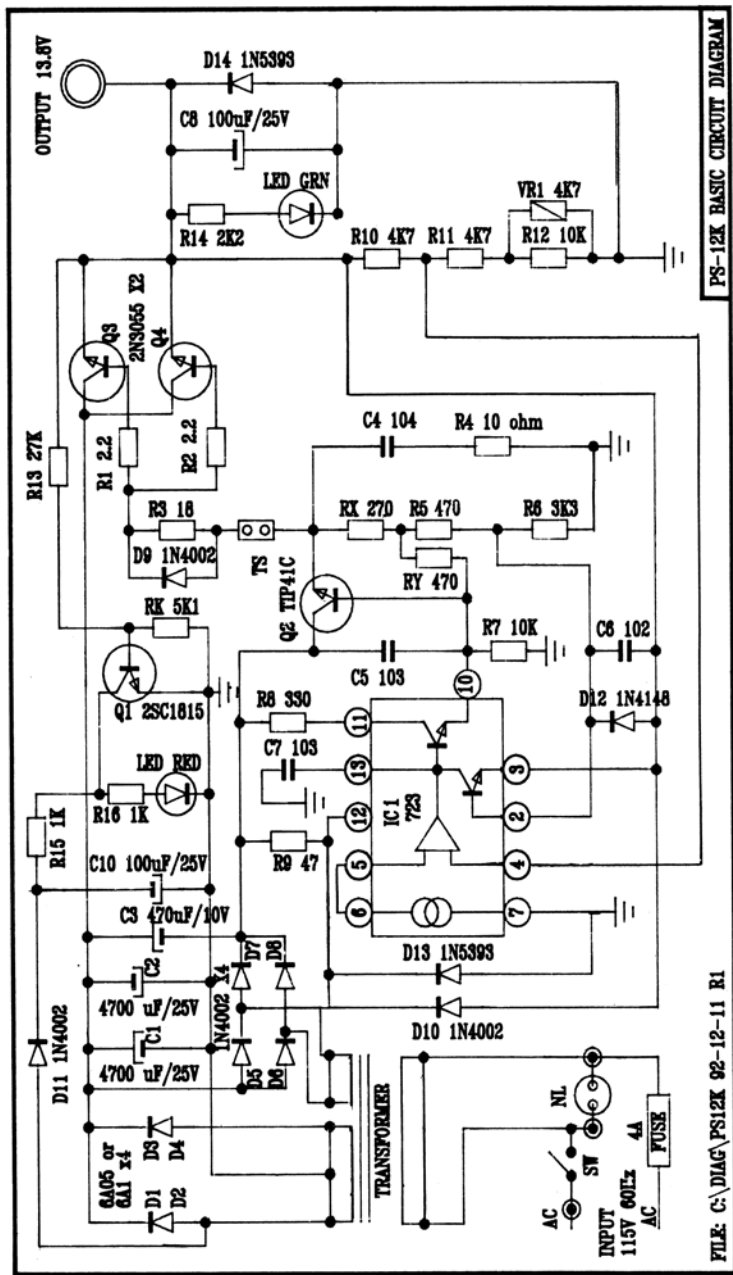 OUTPUT 13.8V
D14 1N5393
C8 100uF/25V
LED GRN
R14 2K2
VR1 4K7
R10 4K7
R11 4K7
R12 10K
Q3
2N3055 X2
Q4
R13 27K
R1 2.2
R2 2.2
C4 104
R4 10 ohm
R3 18
D9 1N4002
TS
RX 270
R5 470
R6 3K3
RY 470
RK 5K1
Q2 TIP41C
Q1 2SC1815
C5 103
R7 10K
C6 102
D12 1N4148
R8 330
C7 103
10
11
13
12
IC1
723
3
2
5
4
6
7
LED RED
R16 1K
R15 1K
R9 47
C10 100uF/25V
C3 470uF/10V
C2
4700 uF/25V
C1
4700 uF/25V
D7
D8
X4
1N4002
D5
D6
D13 1N5393
D10 1N4002
D11 1N4002
6A05 or
6A1 x4
D3
D4
D1
D2
TRANSFORMER
NL
SW
4A
FUSE
AC
INPUT
115V 60Hz
AC
PS-12K BASIC CIRCUIT DIAGRAM
FILE: C:\DIAG\PS12K 92-12-11 R1